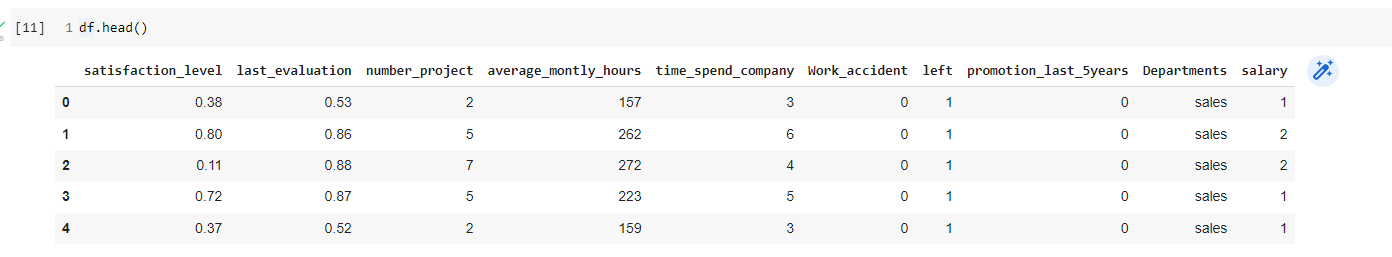 [11] 1 df.head()
satisfaction_level last_evaluation number_project average_montly_hours time_spend_company Work_accident left promotion_last_5years Departments salary
0 0.38 0.53 2 157 3 0 1 0 sales 1
1 0.80 0.86 5 262 6 0 1 0 sales 2
2 0.11 0.88 7 272 4 0 1 0 sales 2
3 0.72 0.87 5 223 5 0 1 0 sales 1
4 0.37 0.52 2 159 3 0 1 0 sales 1